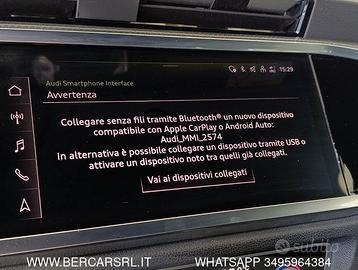 15:29
Audi Smartphone Interface
Avvertenza
Collegare senza fili tramite Bluetooth® un nuovo dispositivo
compatibile con Apple CarPlay o Android Auto:
Audi_MMI_2574
In alternativa è possibile collegare un dispositivo tramite USB o
attivare un dispositivo noto tra quelli già collegati.
Vai ai dispositivi collegati
WWW.BERCARSRL.IT
WHATSAPP 3495964384
subito